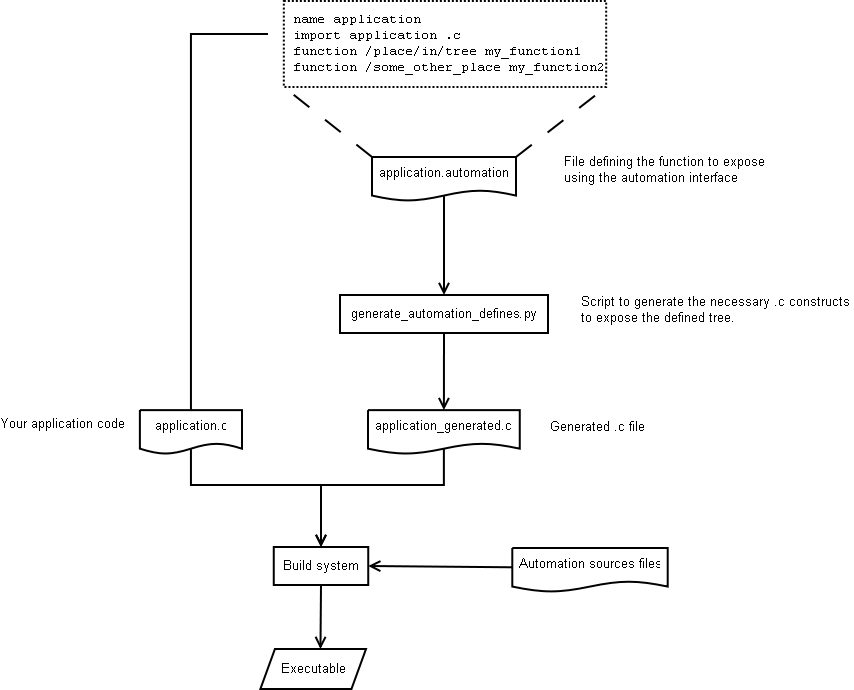 name application
import application .c
function /place/in/tree my_function1
function /some_other_place my_function2
application.automation
File defining the function to expose
using the automation interface
generate_automation_defines.py
Script to generate the necessary .c constructs
to expose the defined tree.
Your application code
application.c
application_generated.c
Generated .c file
Build system
Automation sources files
Executable